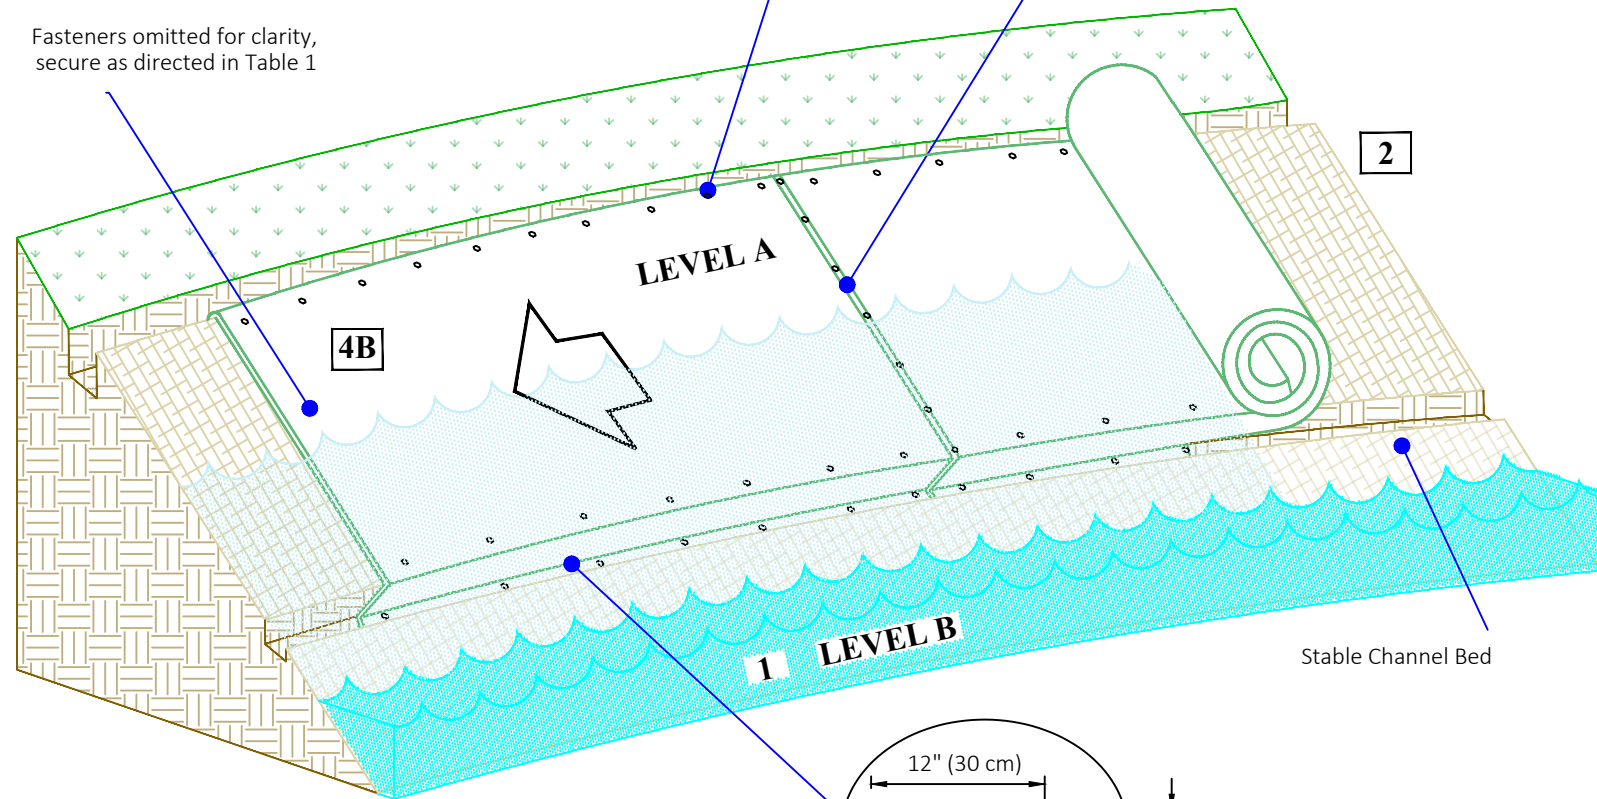 Fasteners omitted for clarity,
secure as directed in Table 1
2
LEVEL A
4B
LEVEL B
1
Stable Channel Bed
12" (30 cm)